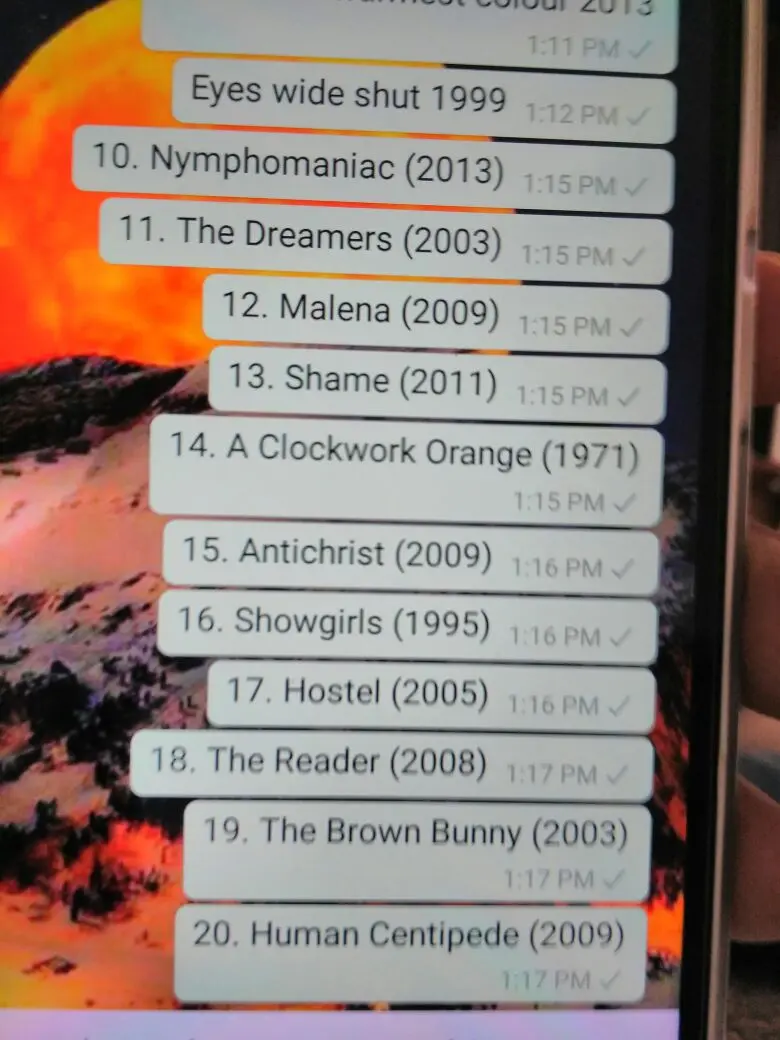 colour 2013
1:11 PM
Eyes wide shut 1999 1:12 PM
10. Nymphomaniac (2013) 1:15 PM
11. The Dreamers (2003) 1:15 PM
12. Malena (2009) 1:15 PM
13. Shame (2011) 1:15 PM
14. A Clockwork Orange (1971)
1:15 PM
15. Antichrist (2009) 1:16 PM
16. Showgirls (1995) 1:16 PM
17. Hostel (2005) 1:16 PM
18. The Reader (2008) 1:17 PM
19. The Brown Bunny (2003)
1:17 PM
20. Human Centipede (2009)
1:17 PM